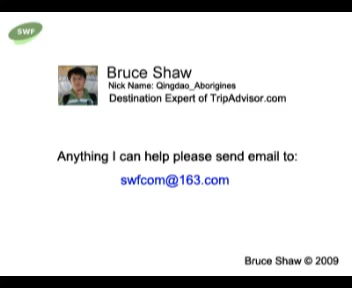 SWF
Bruce Shaw
Nick Name: Qingdao_Aborigines
Destination Expert of TripAdvisor.com
Anything I can help please send email to:
swfcom@163.com
Bruce Shaw © 2009